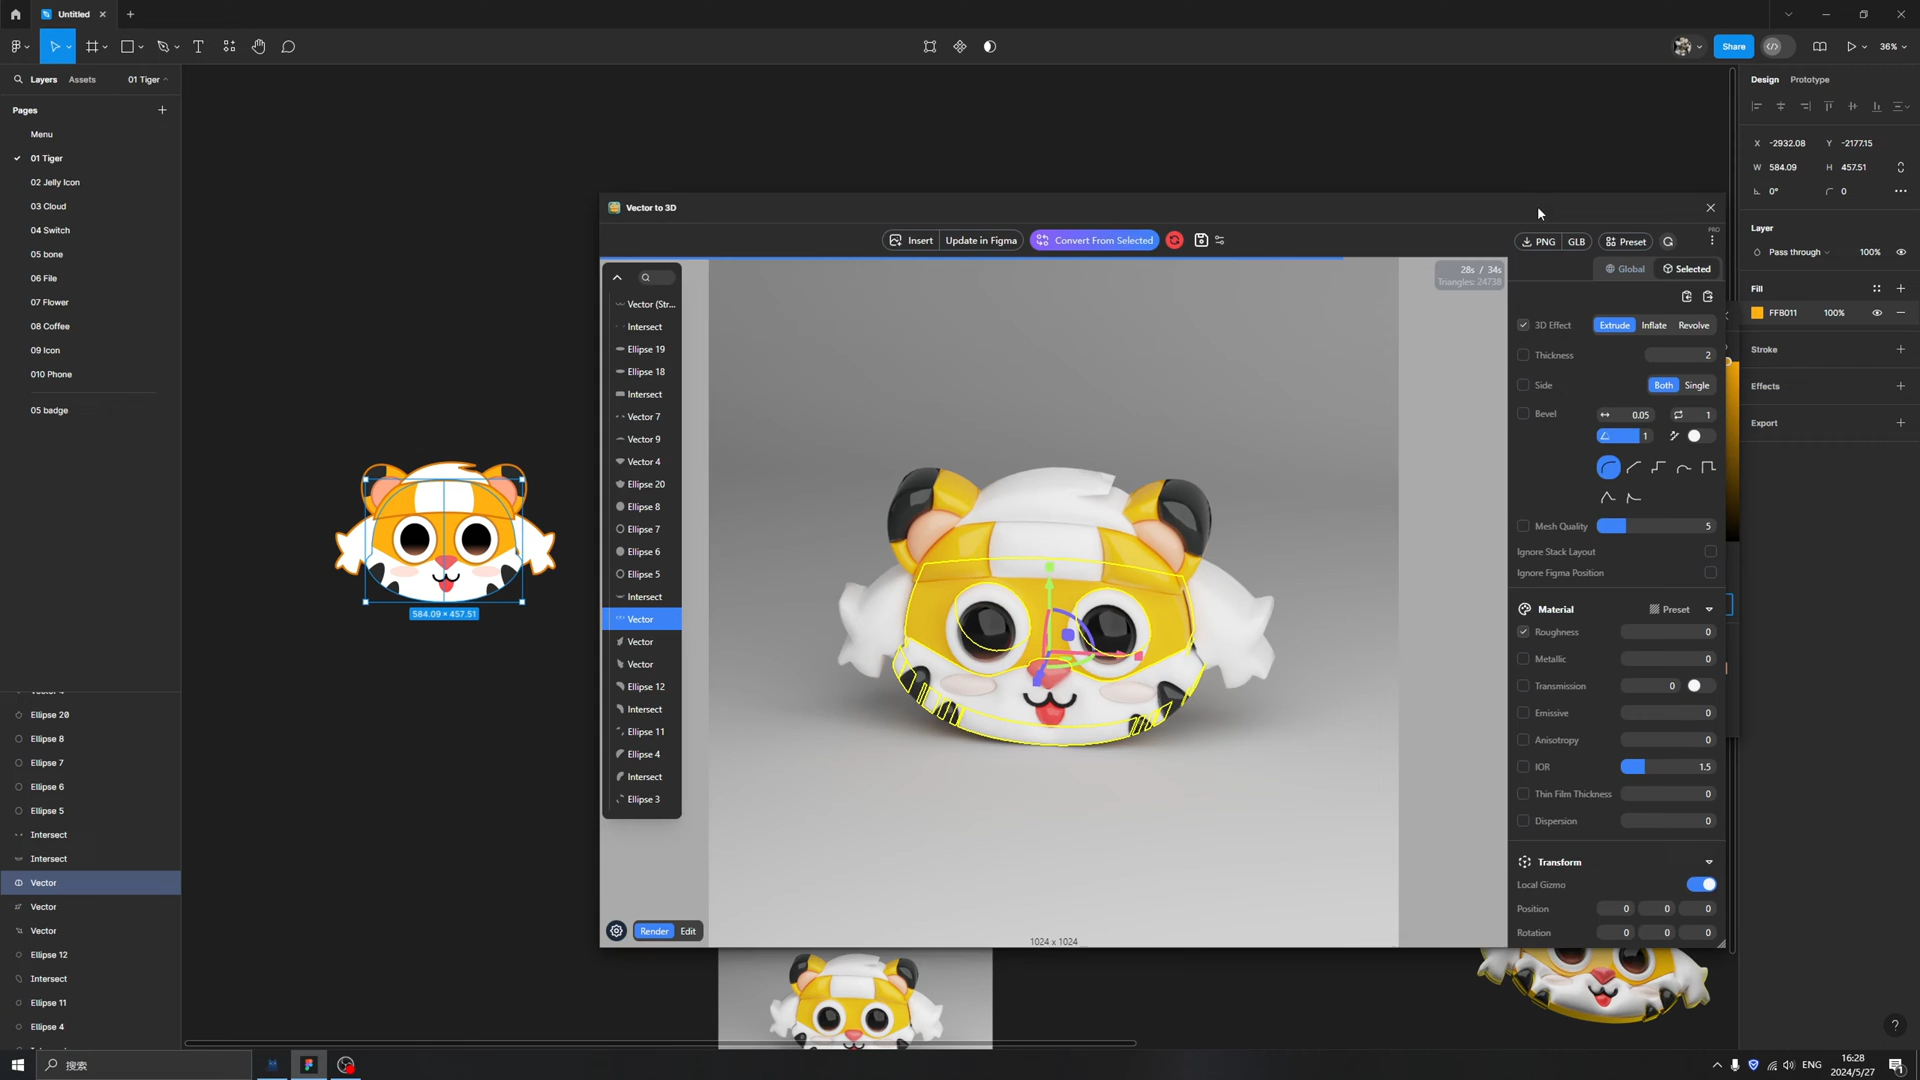 Untitled
Share
36%
Layers
Assets
01 Tiger
Pages
Menu
01 Tiger
02 Jelly Icon
03 Cloud
04 Switch
05 bone
06 File
07 Flower
08 Coffee
09 Icon
010 Phone
05 badge
Ellipse 20
Ellipse 8
Ellipse 7
Ellipse 6
Ellipse 5
Intersect
Intersect
Vector
Vector
Vector
Ellipse 12
Intersect
Ellipse 11
Ellipse 4
584.09 × 457.51
Vector to 3D
Insert
Update in Figma
Convert From Selected
PNG
GLB
Preset
PRO
Vector (Str...
Intersect
Ellipse 19
Ellipse 18
Intersect
Vector 7
Vector 9
Vector 4
Ellipse 20
Ellipse 8
Ellipse 7
Ellipse 6
Ellipse 5
Intersect
Vector
Vector
Vector
Ellipse 12
Intersect
Ellipse 11
Ellipse 4
Intersect
Ellipse 3
Render
Edit
28s / 34s
Triangles: 24738
1024 x 1024
Global
Selected
3D Effect
Extrude
Inflate
Revolve
Thickness
2
Side
Both
Single
Bevel
0.05
1
1
Mesh Quality
5
Ignore Stack Layout
Ignore Figma Position
Material
Preset
Roughness
0
Metallic
0
Transmission
0
Emissive
0
Anisotropy
0
IOR
1.5
Thin Film Thickness
0
Dispersion
0
Transform
Local Gizmo
Position
0
0
0
Rotation
0
0
0
Design
Prototype
X -2932.08
Y -2177.15
W 584.09
H 457.51
0°
0
Layer
Pass through
100%
Fill
FFB011
100%
Stroke
Effects
Export
?
搜索
ENG
16:28
2024/5/27
1